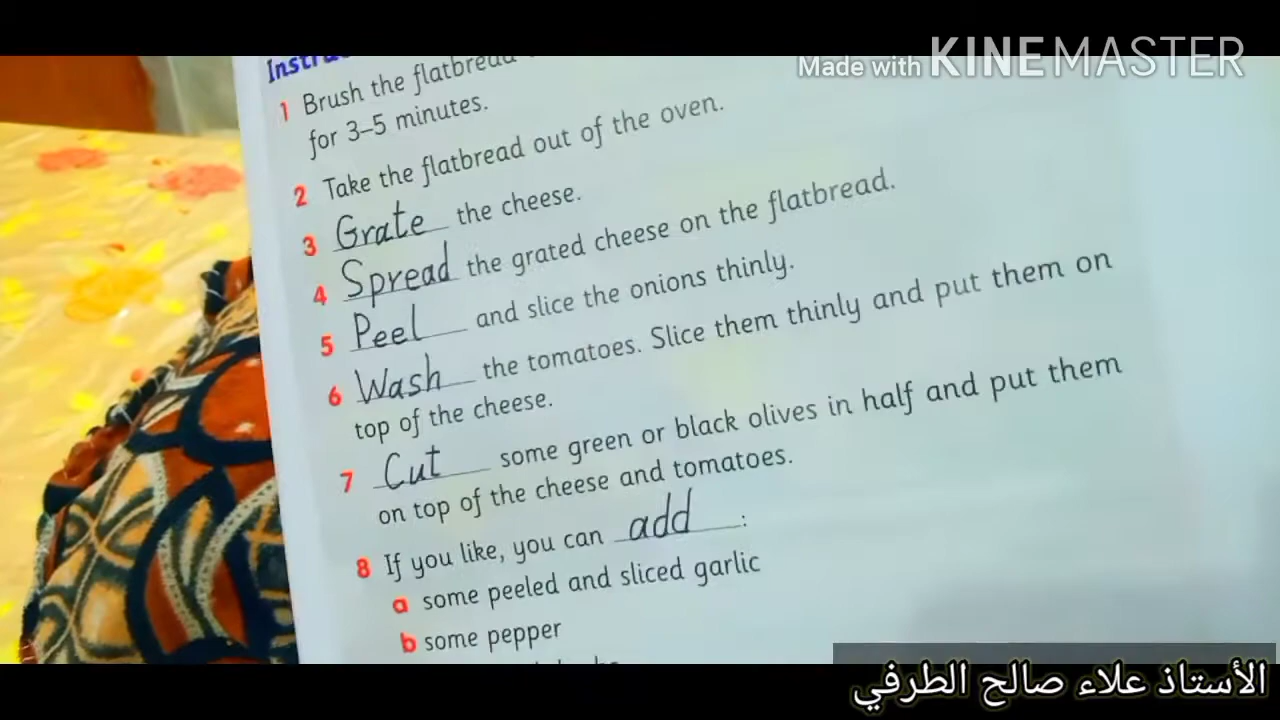 Made with KINEMASTER
1 Brush the flatbread
for 3–5 minutes.
2 Take the flatbread out of the oven.
3 Grate the cheese.
4 Spread the grated cheese on the flatbread.
5 Peel and slice the onions thinly.
6 Wash the tomatoes. Slice them thinly and put them on
top of the cheese.
7 Cut some green or black olives in half and put them
on top of the cheese and tomatoes.
8 If you like, you can add :
a some peeled and sliced garlic
b some pepper
الأستاذ علاء صالح الطرفي